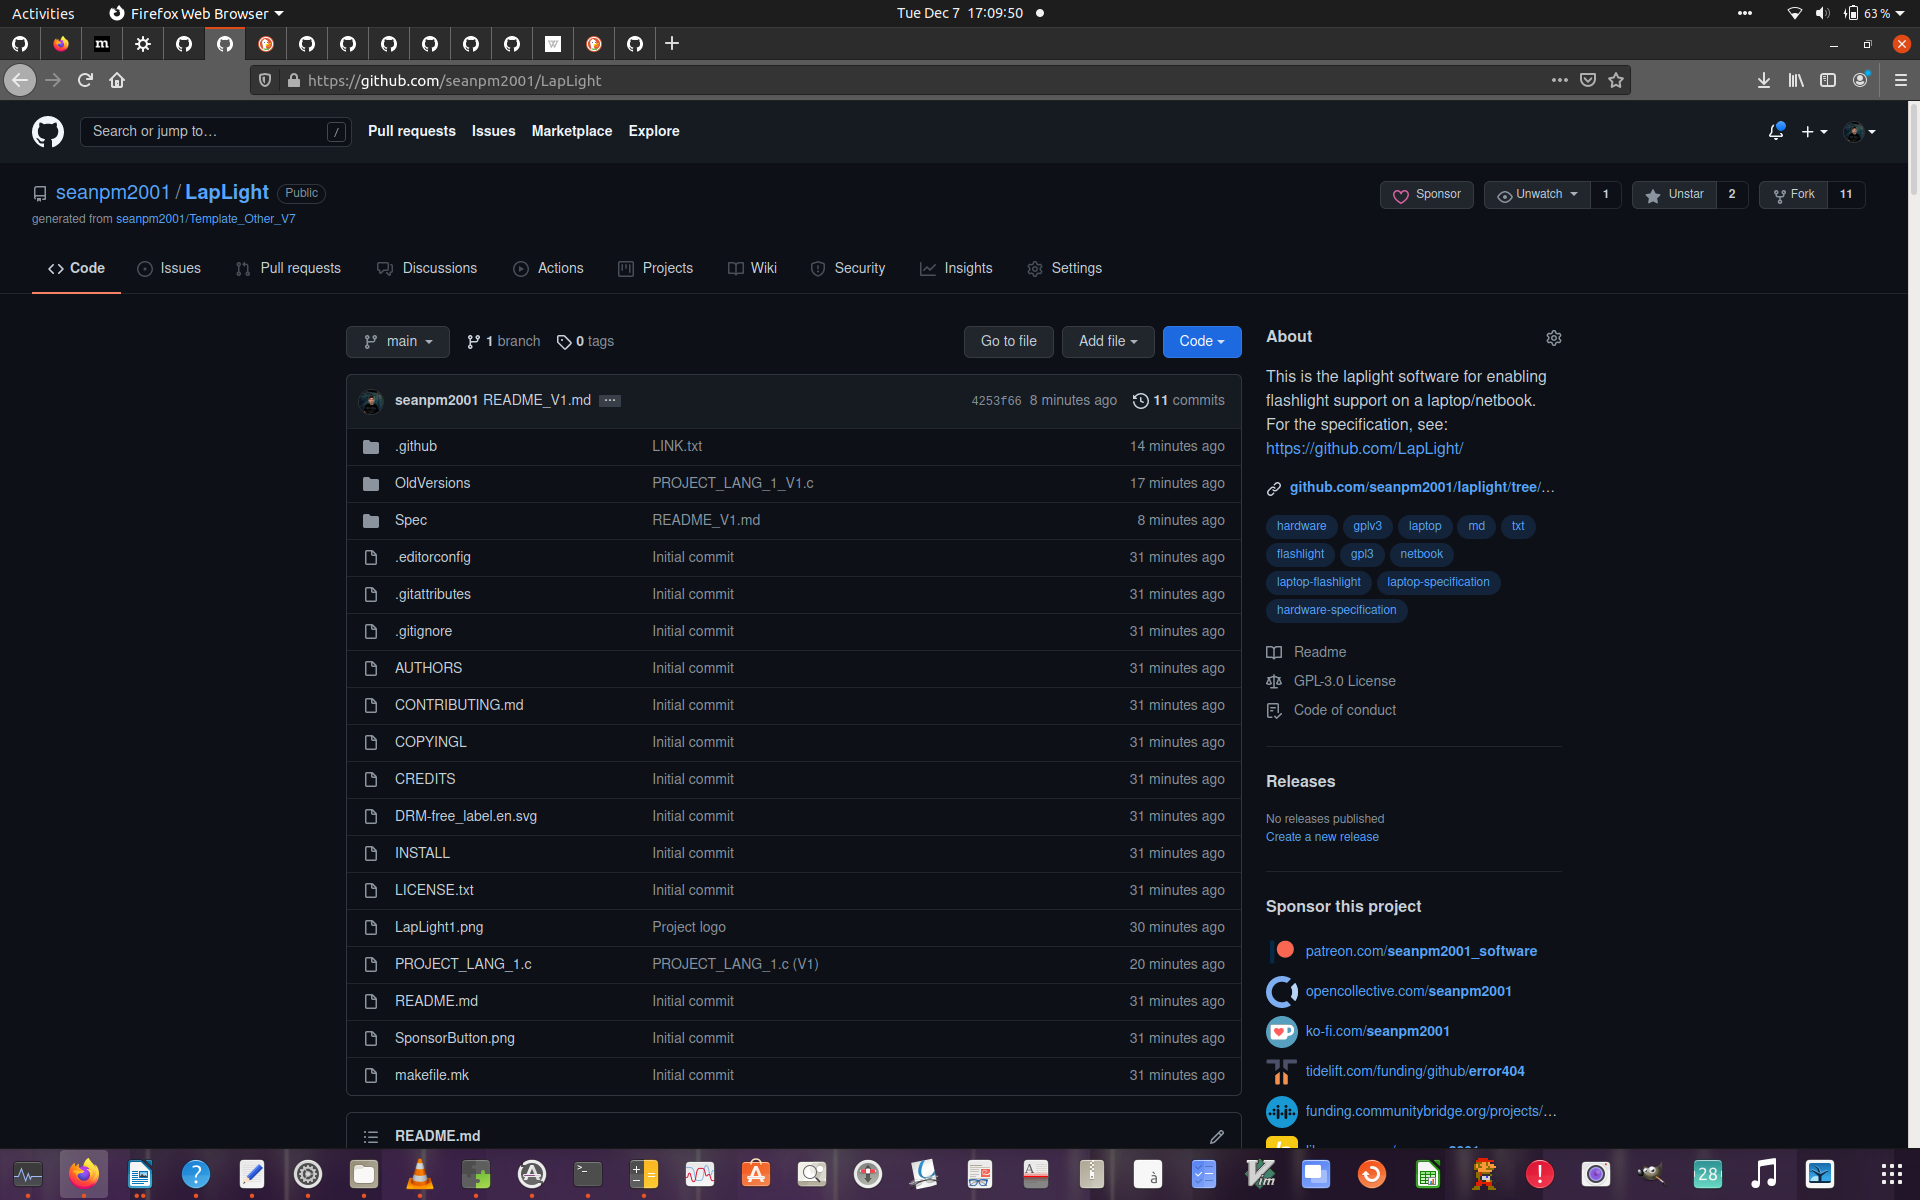 Activities
Firefox Web Browser
Tue Dec 7 17:09:50
63 %
m
W
https://github.com/seanpm2001/LapLight
Search or jump to…
/
Pull requests
Issues
Marketplace
Explore
seanpm2001 / LapLight
Public
generated from seanpm2001/Template_Other_V7
Sponsor
Unwatch
1
Unstar
2
Fork
11
Code
Issues
Pull requests
Discussions
Actions
Projects
Wiki
Security
Insights
Settings
main
1 branch
0 tags
Go to file
Add file
Code
seanpm2001 README_V1.md
4253f66 8 minutes ago
11 commits
.github LINK.txt 14 minutes ago
OldVersions PROJECT_LANG_1_V1.c 17 minutes ago
Spec README_V1.md 8 minutes ago
.editorconfig Initial commit 31 minutes ago
.gitattributes Initial commit 31 minutes ago
.gitignore Initial commit 31 minutes ago
AUTHORS Initial commit 31 minutes ago
CONTRIBUTING.md Initial commit 31 minutes ago
COPYINGL Initial commit 31 minutes ago
CREDITS Initial commit 31 minutes ago
DRM-free_label.en.svg Initial commit 31 minutes ago
INSTALL Initial commit 31 minutes ago
LICENSE.txt Initial commit 31 minutes ago
LapLight1.png Project logo 30 minutes ago
PROJECT_LANG_1.c PROJECT_LANG_1.c (V1) 20 minutes ago
README.md Initial commit 31 minutes ago
SponsorButton.png Initial commit 31 minutes ago
makefile.mk Initial commit 31 minutes ago
README.md
About
This is the laplight software for enabling
flashlight support on a laptop/netbook.
For the specification, see:
https://github.com/LapLight/
github.com/seanpm2001/laplight/tree/…
hardware gplv3 laptop md txt
flashlight gpl3 netbook
laptop-flashlight laptop-specification
hardware-specification
Readme
GPL-3.0 License
Code of conduct
Releases
No releases published
Create a new release
Sponsor this project
patreon.com/seanpm2001_software
opencollective.com/seanpm2001
ko-fi.com/seanpm2001
tidelift.com/funding/github/error404
funding.communitybridge.org/projects/…
28